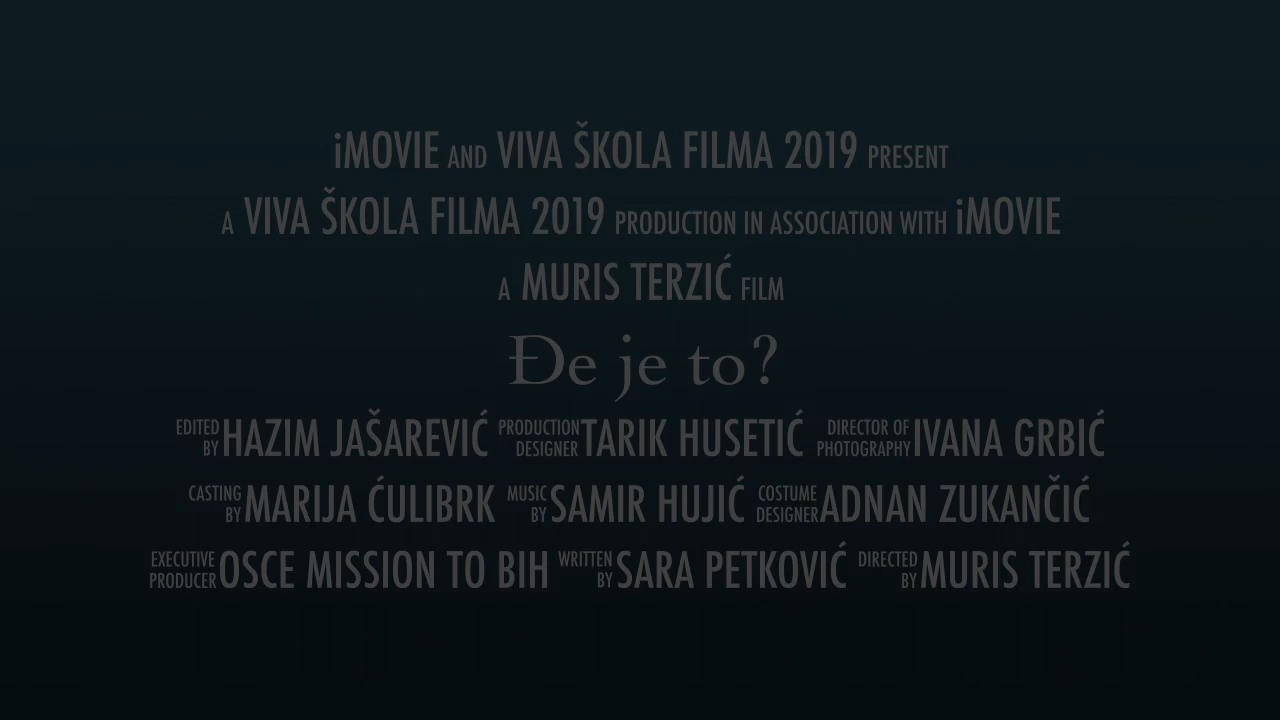 iMOVIE AND VIVA ŠKOLA FILMA 2019 PRESENT
A VIVA ŠKOLA FILMA 2019 PRODUCTION IN ASSOCIATION WITH iMOVIE
A MURIS TERZIĆ FILM
Đe je to?
EDITED BY HAZIM JAŠAREVIĆ PRODUCTION DESIGNER TARIK HUSETIĆ DIRECTOR OF PHOTOGRAPHY IVANA GRBIĆ
CASTING BY MARIJA ĆULIBRK MUSIC BY SAMIR HUJIĆ COSTUME DESIGNER ADNAN ZUKANČIĆ
EXECUTIVE PRODUCER OSCE MISSION TO BIH WRITTEN BY SARA PETKOVIĆ DIRECTED BY MURIS TERZIĆ